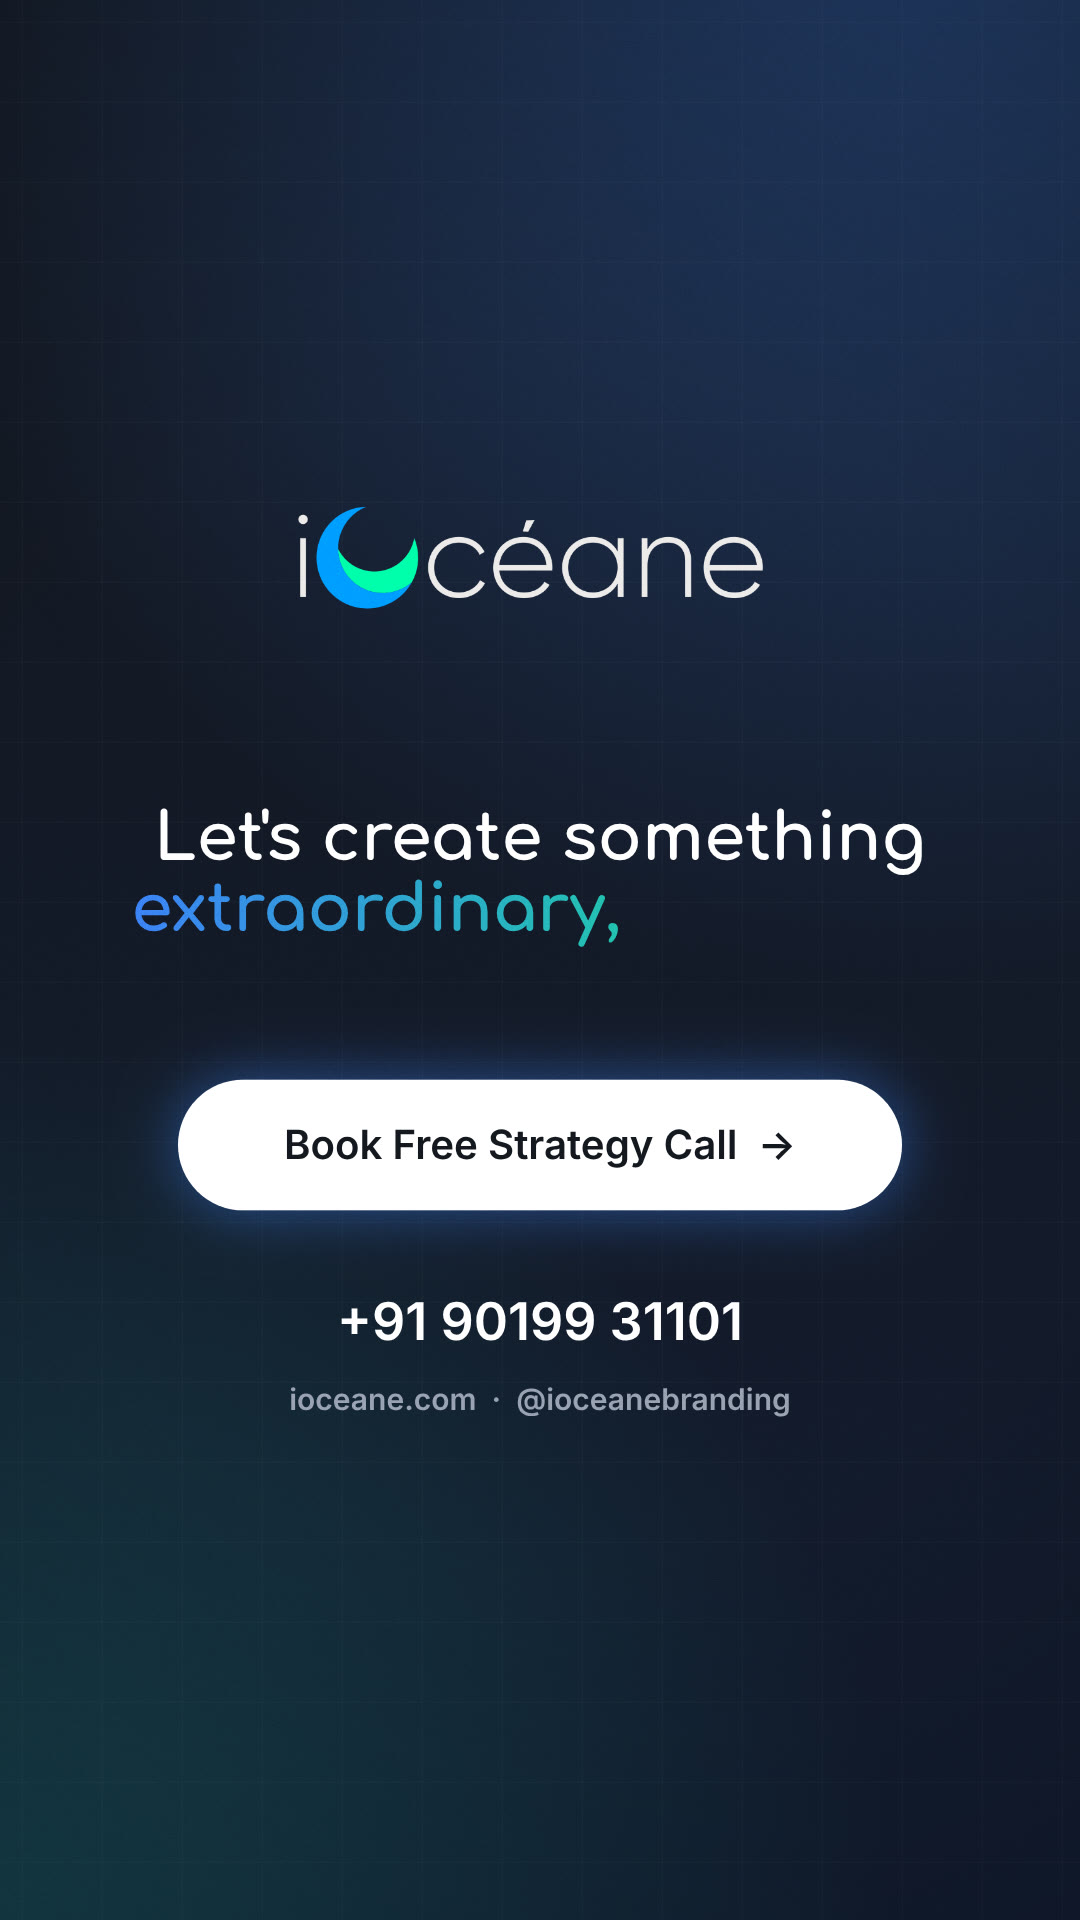 iocéane
Let's create something
extraordinary,
Book Free Strategy Call →
+91 90199 31101
ioceane.com · @ioceanebranding